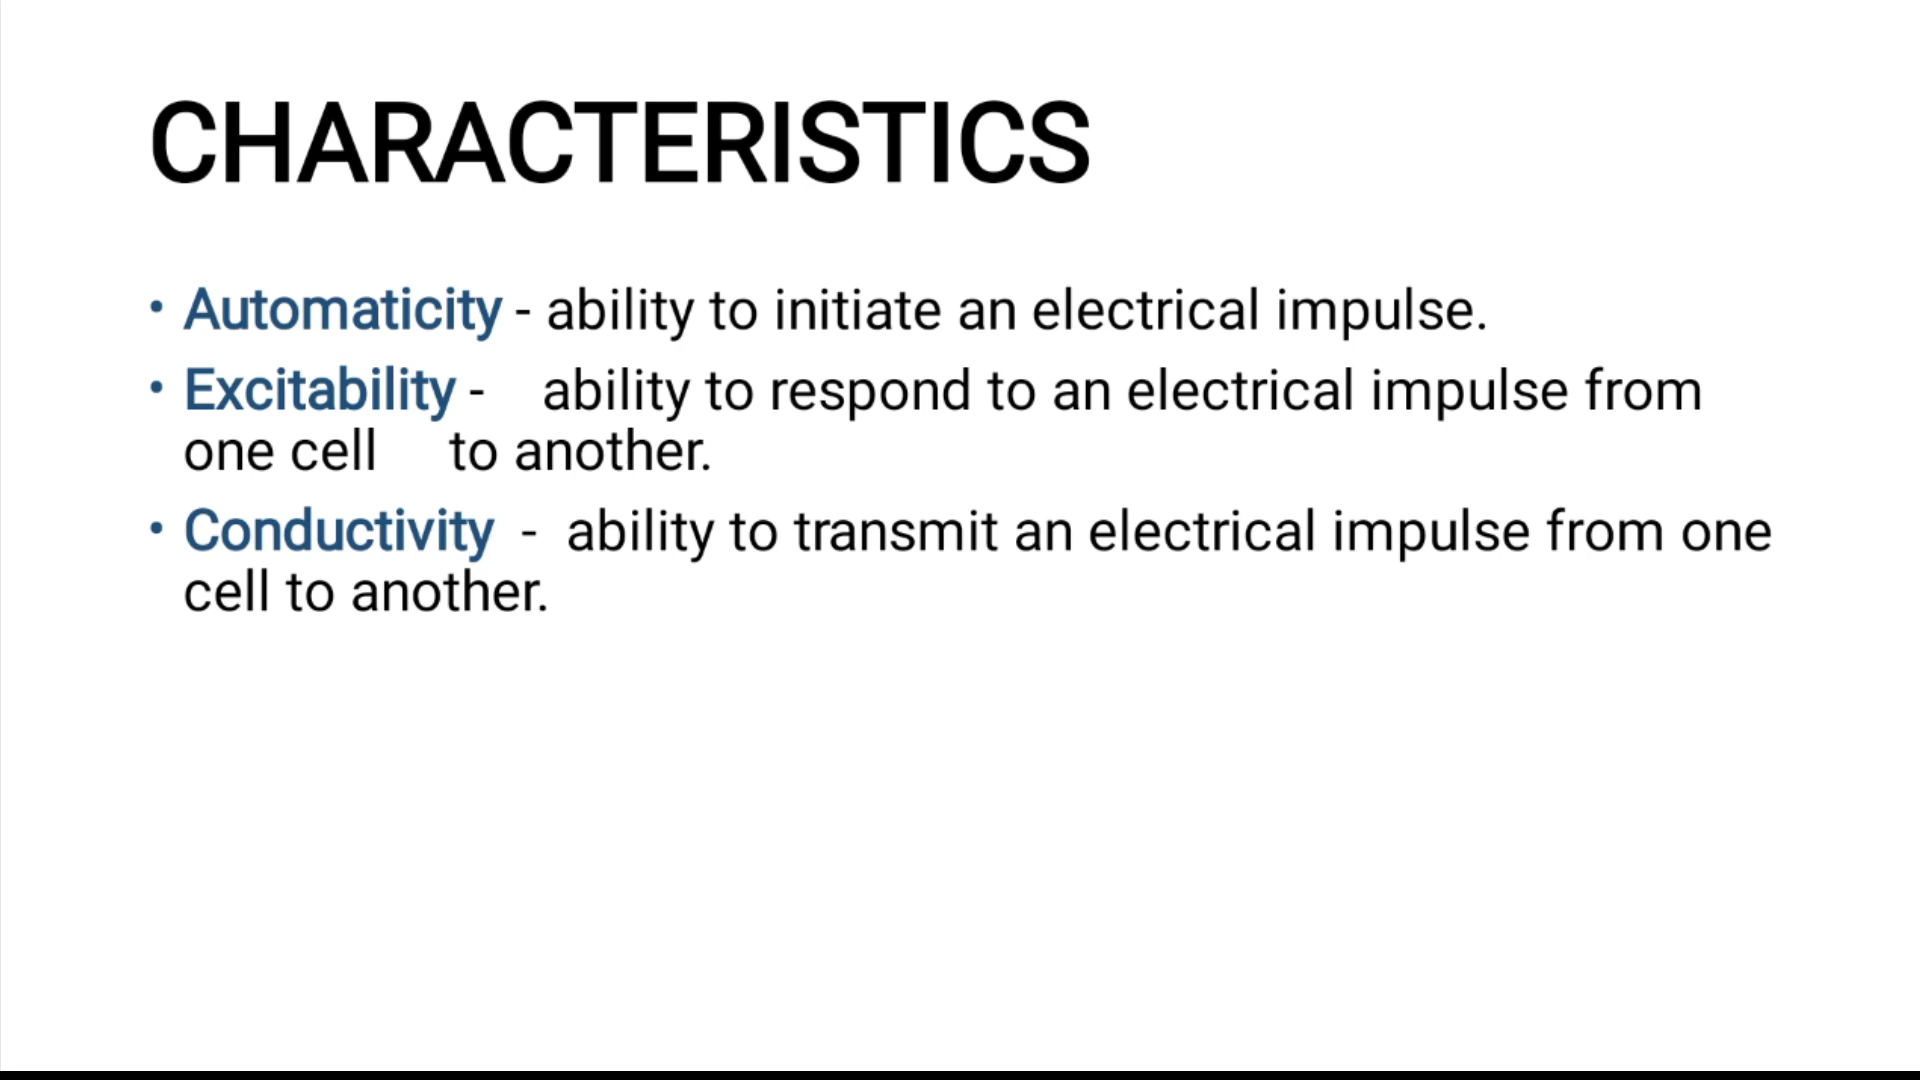 CHARACTERISTICS
• Automaticity - ability to initiate an electrical impulse.
• Excitability - ability to respond to an electrical impulse from
one cell to another.
• Conductivity - ability to transmit an electrical impulse from one
cell to another.